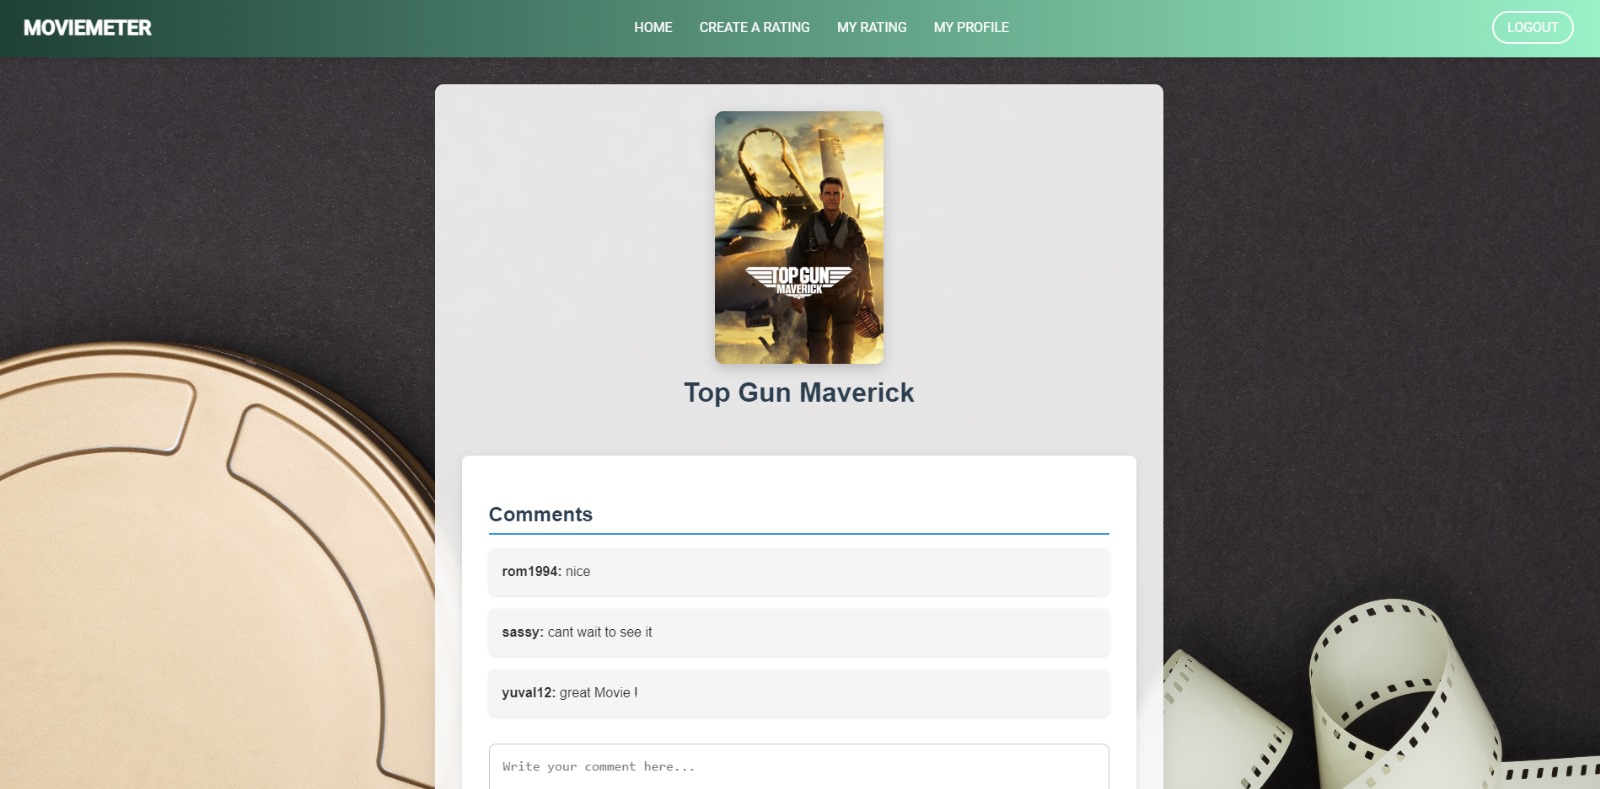 MOVIEMETER
HOME
CREATE A RATING
MY RATING
MY PROFILE
LOGOUT
TOP GUN
MAVERICK
Top Gun Maverick
Comments
rom1994: nice
sassy: cant wait to see it
yuval12: great Movie !
Write your comment here...